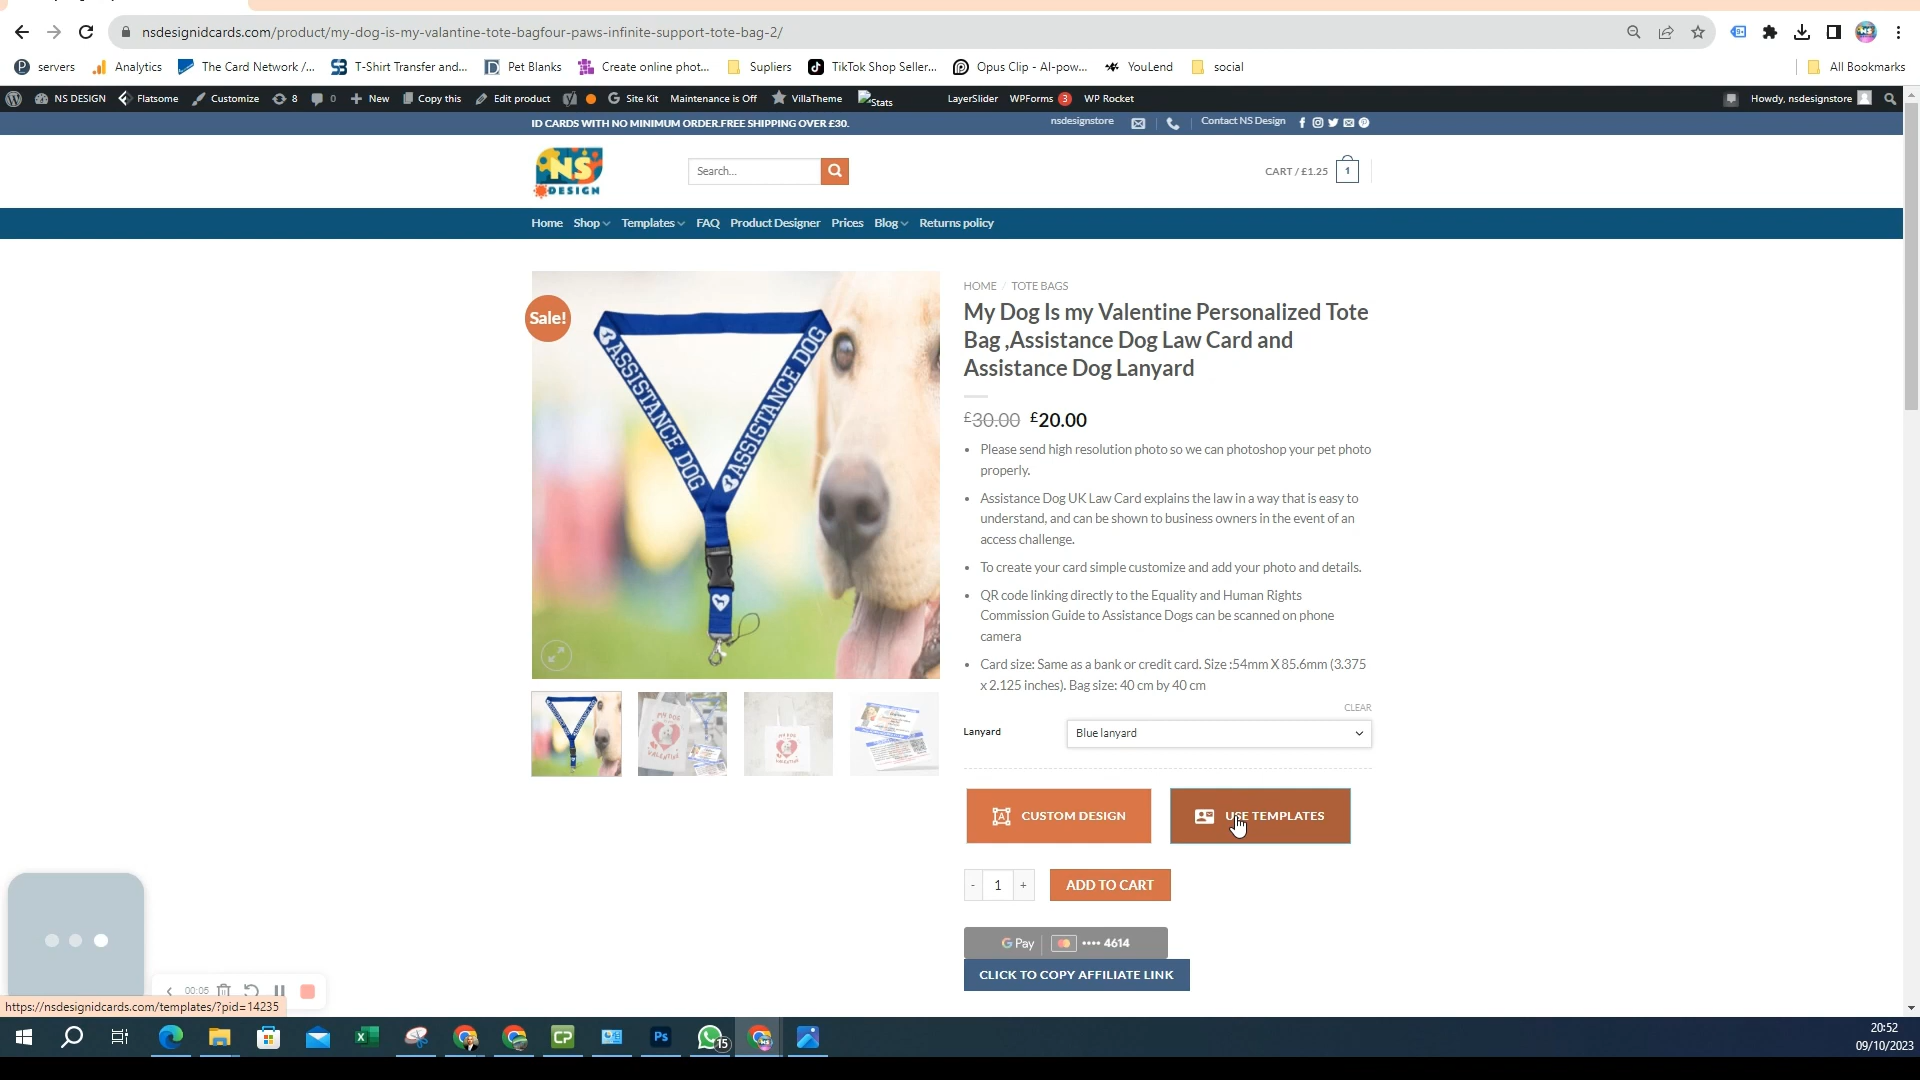 nsdesignidcards.com/product/my-dog-is-my-valantine-tote-bagfour-paws-infinite-support-tote-bag-2/
servers
Analytics
The Card Network /...
T-Shirt Transfer and...
Pet Blanks
Create online phot...
Supliers
TikTok Shop Seller...
Opus Clip - AI-pow...
YouLend
social
All Bookmarks
NS DESIGN
Flatsome
Customize
8
0
New
Copy this
Edit product
Site Kit
Maintenance is Off
VillaTheme
Stats
LayerSlider
WPForms 3
WP Rocket
Howdy, nsdesignstore
ID CARDS WITH NO MINIMUM ORDER.FREE SHIPPING OVER £30.
nsdesignstore
Contact NS Design
NS
DESIGN
Search...
CART / £1.25
1
Home
Shop
Templates
FAQ
Product Designer
Prices
Blog
Returns policy
Sale!
ASSISTANCE DOG
ASSISTANCE DOG
HOME / TOTE BAGS
My Dog Is my Valentine Personalized Tote
Bag ,Assistance Dog Law Card and
Assistance Dog Lanyard
£30.00 £20.00
Please send high resolution photo so we can photoshop your pet photo
properly.
Assistance Dog UK Law Card explains the law in a way that is easy to
understand, and can be shown to business owners in the event of an
access challenge.
To create your card simple customize and add your photo and details.
QR code linking directly to the Equality and Human Rights
Commission Guide to Assistance Dogs can be scanned on phone
camera
Card size: Same as a bank or credit card. Size :54mm X 85.6mm (3.375
x 2.125 inches). Bag size: 40 cm by 40 cm
CLEAR
Lanyard
Blue lanyard
MY DOG
VALENTINE
CUSTOM DESIGN
USE TEMPLATES
- 1 +
ADD TO CART
G Pay •••• 4614
CLICK TO COPY AFFILIATE LINK
00:05
https://nsdesignidcards.com/templates/?pid=14235
CP
Ps
15
20:52
09/10/2023